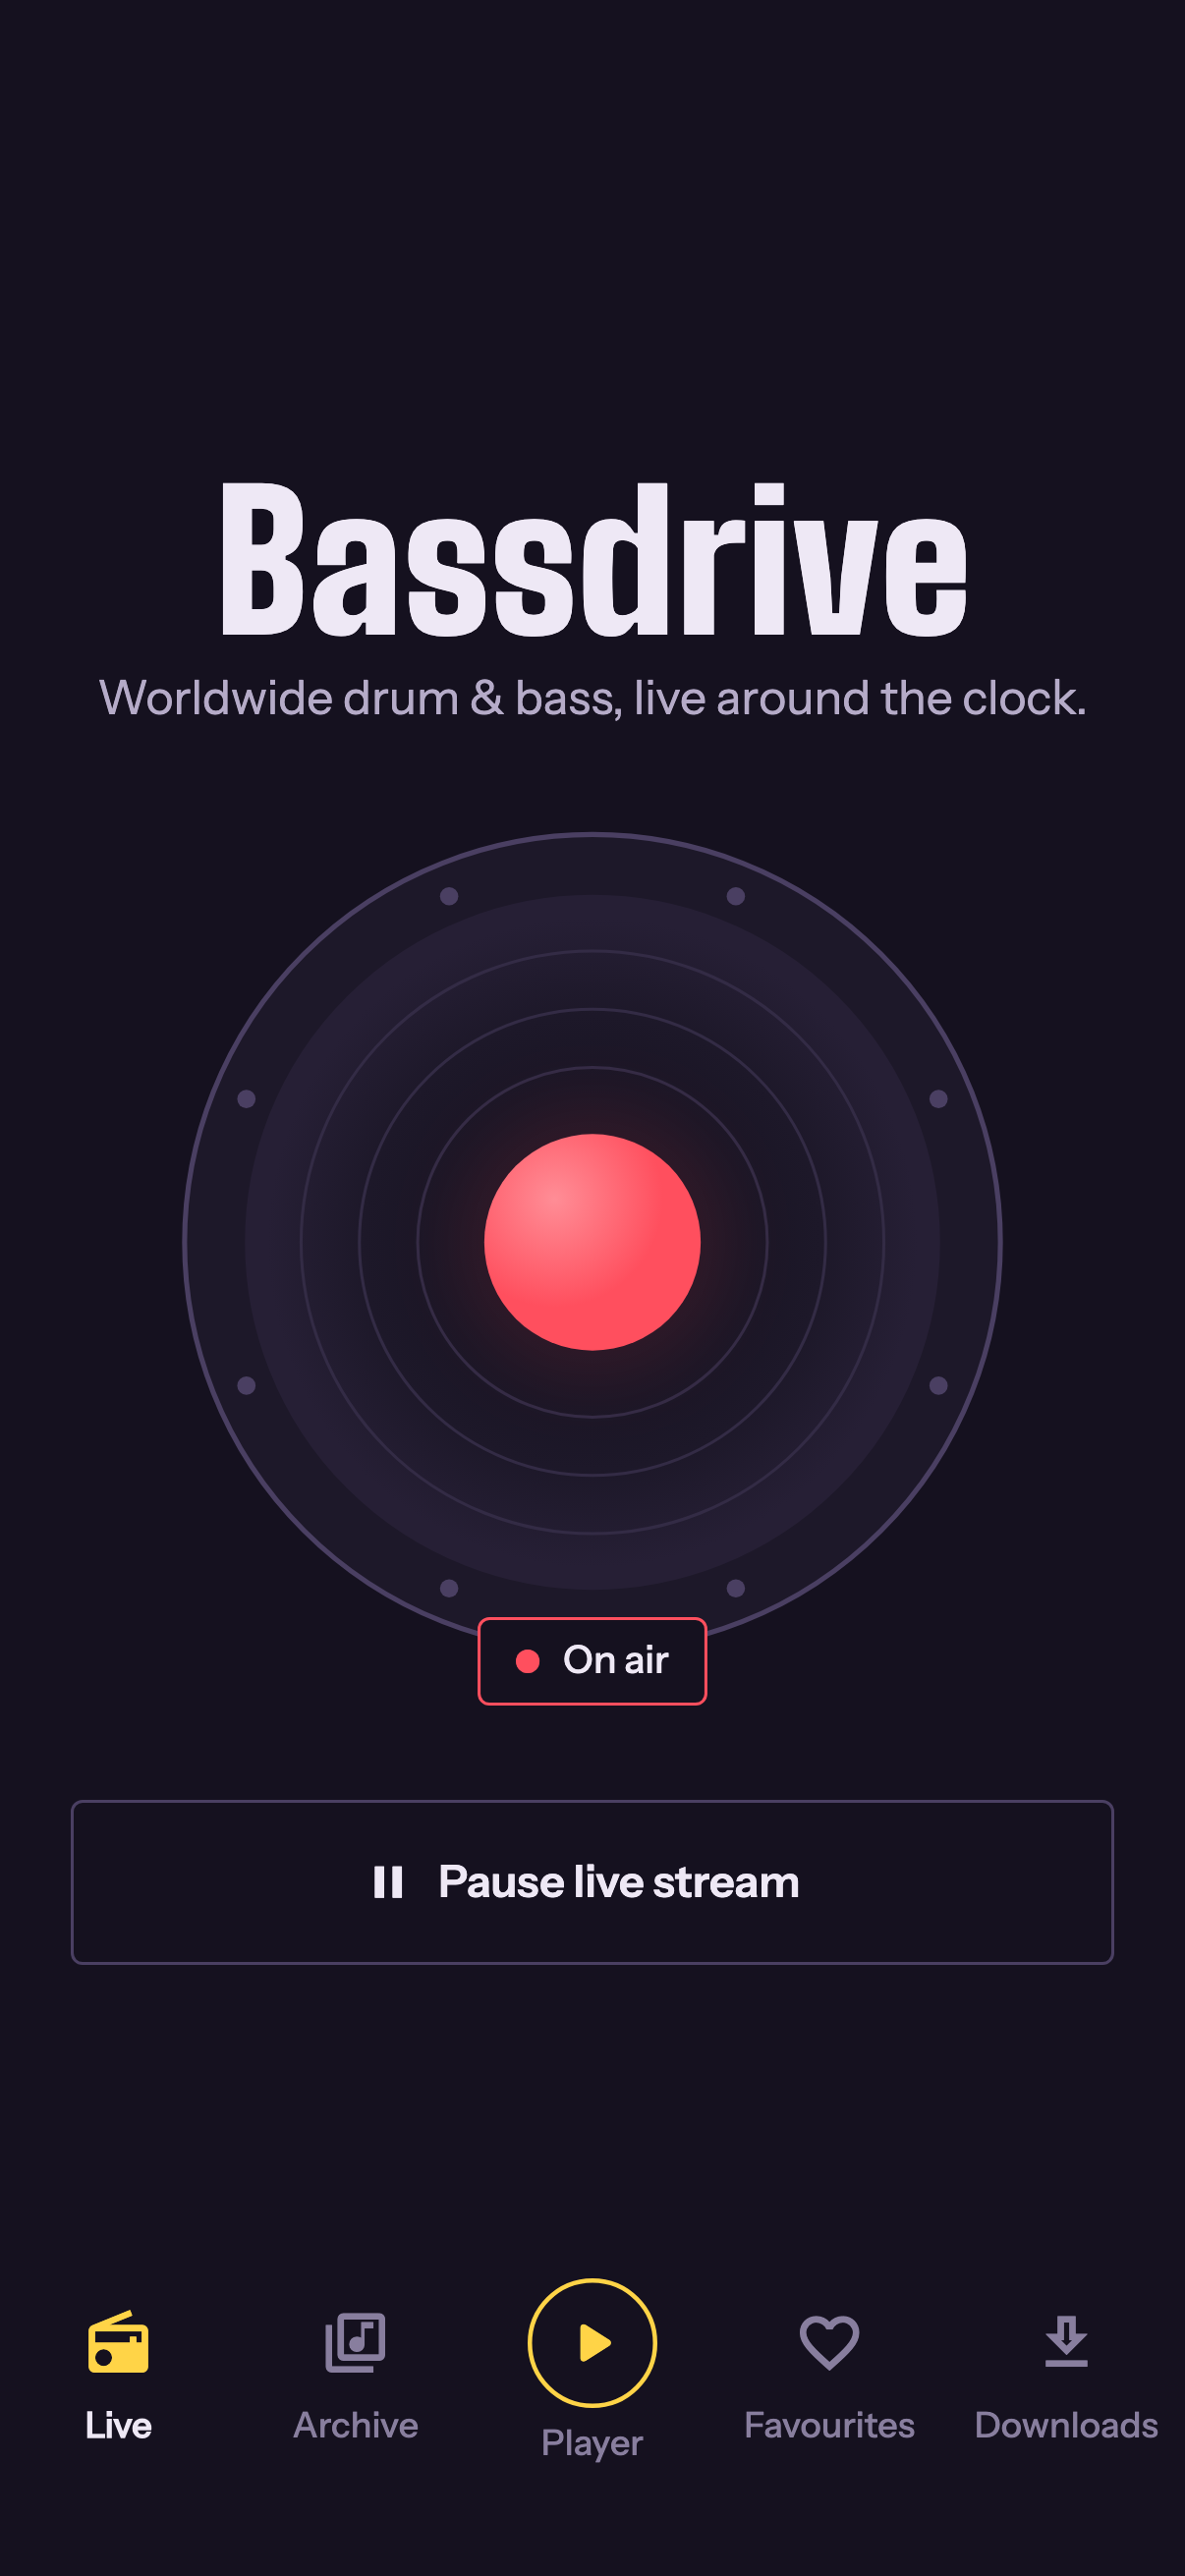 Bassdrive
Worldwide drum & bass, live around the clock.
On air
Pause live stream
Live
Archive
Player
Favourites
Downloads